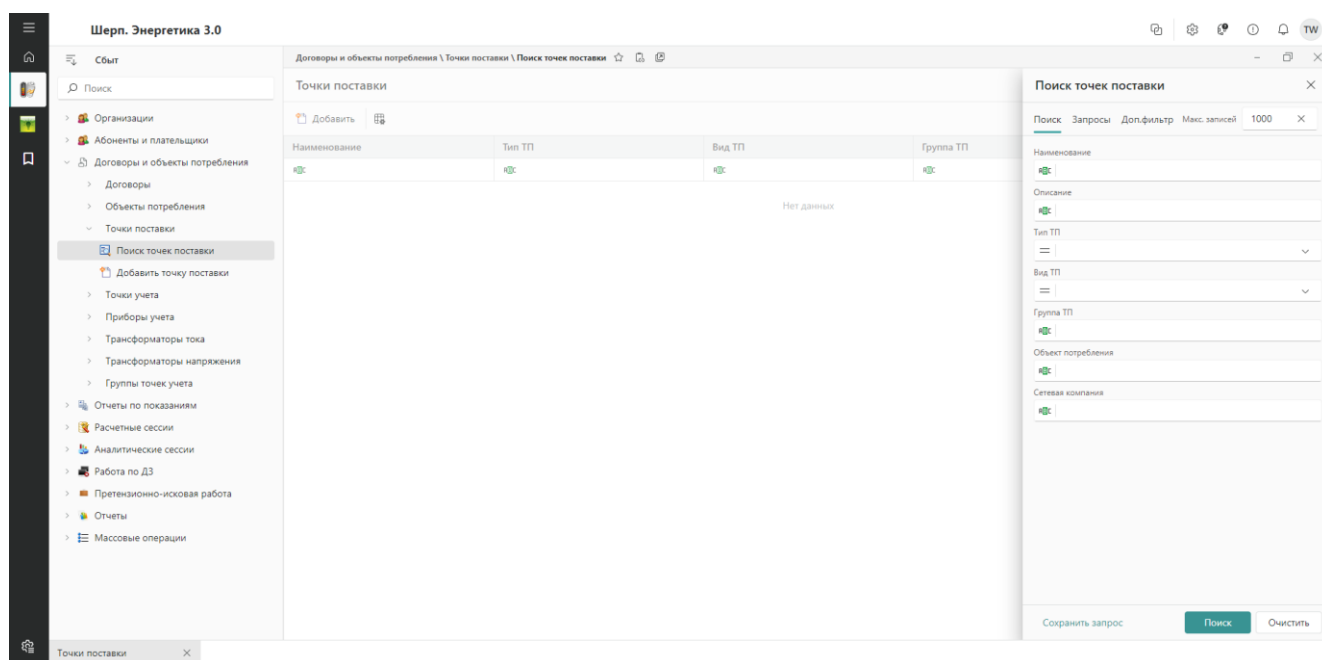 Шерп. Энергетика 3.0
TW
Сбыт
Поиск
Организации
Абоненты и плательщики
Договоры и объекты потребления
Договоры
Объекты потребления
Точки поставки
Поиск точек поставки
Добавить точку поставки
Точки учета
Приборы учета
Трансформаторы тока
Трансформаторы напряжения
Группы точек учета
Отчеты по показаниям
Расчетные сессии
Аналитические сессии
Работа по ДЗ
Претензионно-исковая работа
Отчеты
Массовые операции
Договоры и объекты потребления \ Точки поставки \ Поиск точек поставки
Точки поставки
Добавить
Наименование Тип ТП Вид ТП Группа ТП
Нет данных
Поиск точек поставки
Поиск Запросы Доп.фильтр Макс. записей 1000
Наименование
Описание
Тип ТП
Вид ТП
Группа ТП
Объект потребления
Сетевая компания
Сохранить запрос Поиск Очистить
Точки поставки